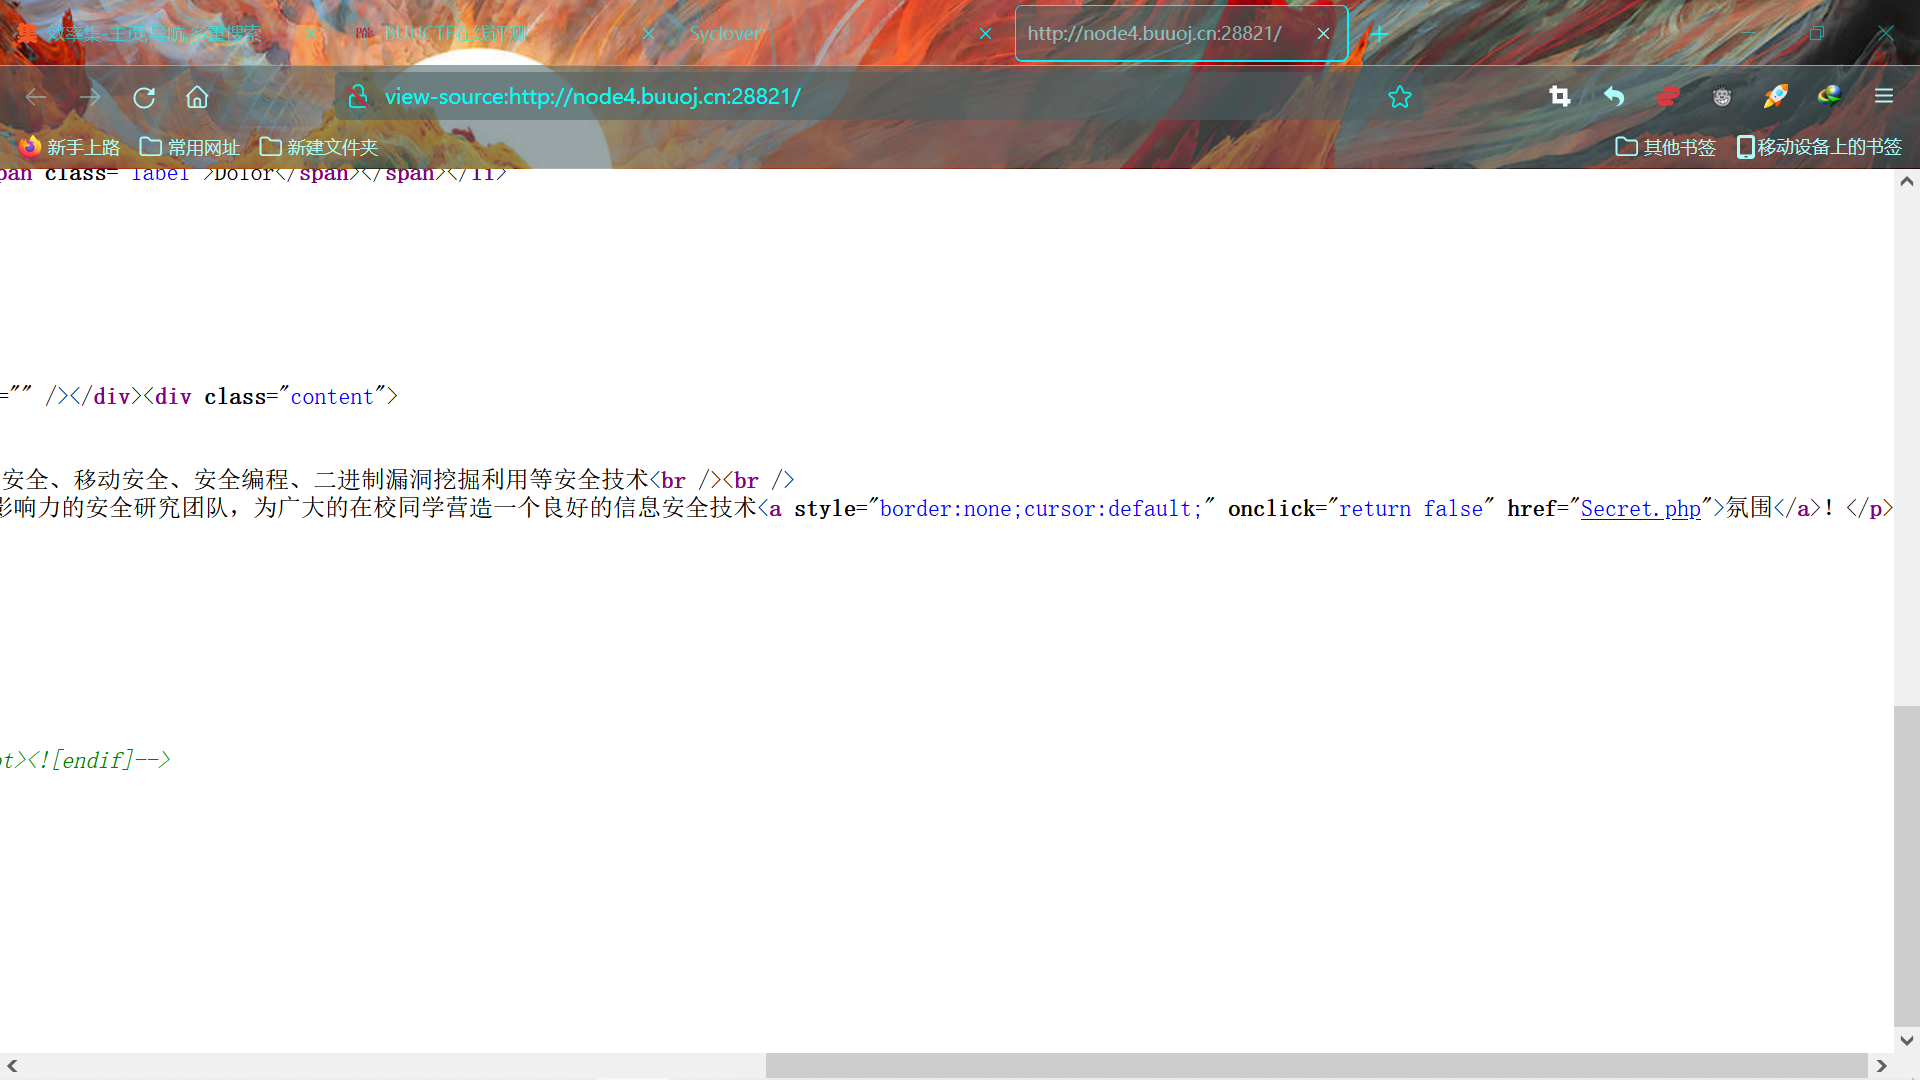 效率集-主页,导航,多重搜索
BUUCTF在线评测
Syclover
http://node4.buuoj.cn:28821/
view-source:http://node4.buuoj.cn:28821/
新手上路 常用网址 新建文件夹 其他书签 移动设备上的书签
pan class="label">Dolor</span></span></li>
="" /></div><div class="content">
安全、移动安全、安全编程、二进制漏洞挖掘利用等安全技术<br /><br />
影响力的安全研究团队，为广大的在校同学营造一个良好的信息安全技术<a style="border:none;cursor:default;" onclick="return false" href="Secret.php">氛围</a>！</p>
pt><![endif]-->